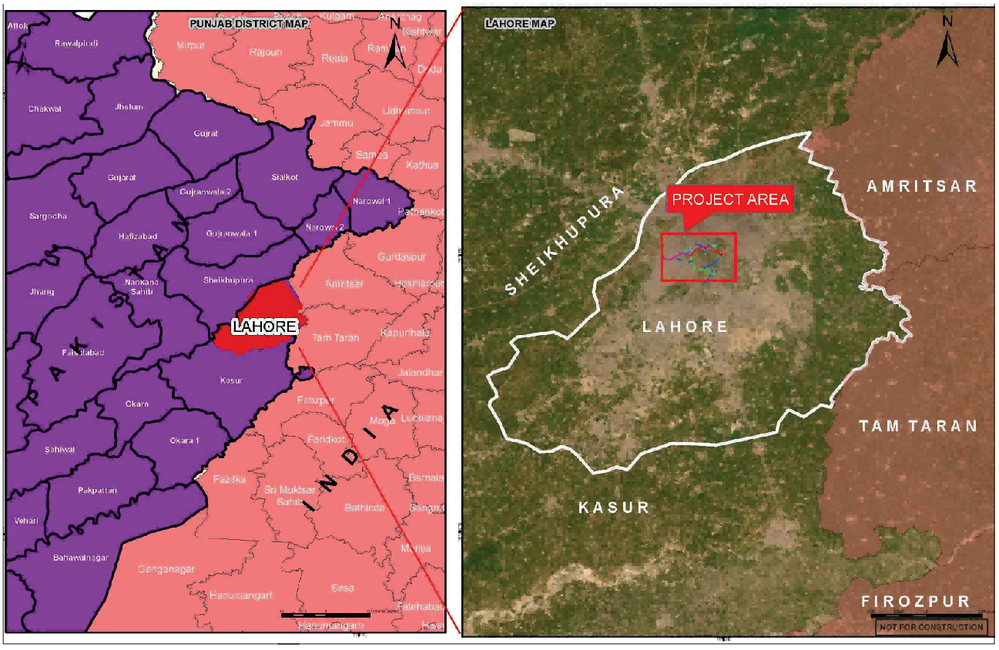 PUNJAB DISTRICT MAP
N
N
Attok
Rawalpindi
Chakwal
Jhelum
Gujrat
Gujaraf
Gujranwala 2
Sialkot
Narowal 1
Narowal 2
Sargodha
Hafizabad
Gujranwala 1
Sheikhupura
Nankana
Sahib
Jhang
LAHORE
Faisalabad
Kasur
Okara
Okara 1
Sahiwal
Pakpattan
Vehari
Bahawalnagar
Mirpur
Rajouri
Reasi
Kulgam
Anantnag
Kishtwar
Ramban
Doda
Udhampur
Jammu
Samba
Kathua
Pathankot
Gurdaspur
Hoshiarpur
Amritsar
Tarn Taran
Kapurthala
Jalandhar
Firozpur
Moga
Ludhiana
Faridkot
Fazilka
Sri Muktsar
Sahib
Bathinda
Barnala
Mansa
Ganganagar
Hanumangarh
Sirsa
Hanumangarh
INDIA
LAHORE MAP
N
SHEIKHUPURA
PROJECT AREA
AMRITSAR
LAHORE
TAM TARAN
KASUR
FIROZPUR
NOT FOR CONSTRUCTION